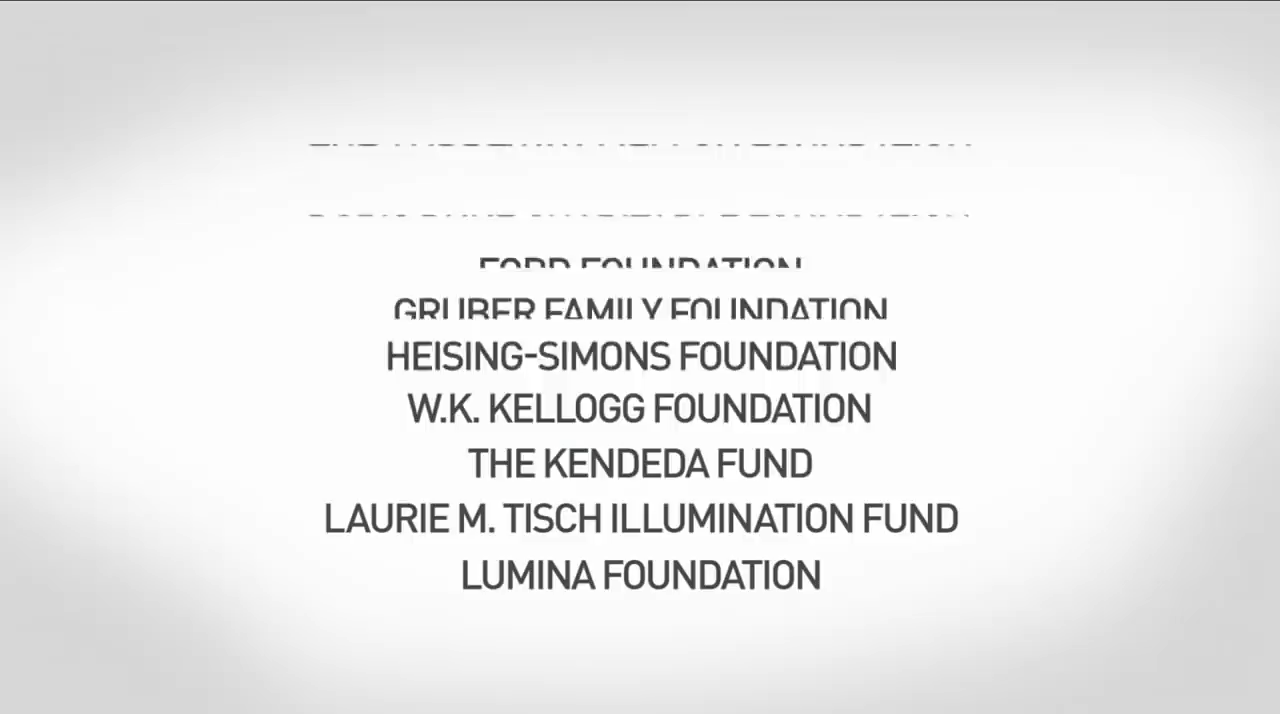 FORD FOUNDATION
GRUBER FAMILY FOUNDATION
HEISING-SIMONS FOUNDATION
W.K. KELLOGG FOUNDATION
THE KENDEDA FUND
LAURIE M. TISCH ILLUMINATION FUND
LUMINA FOUNDATION